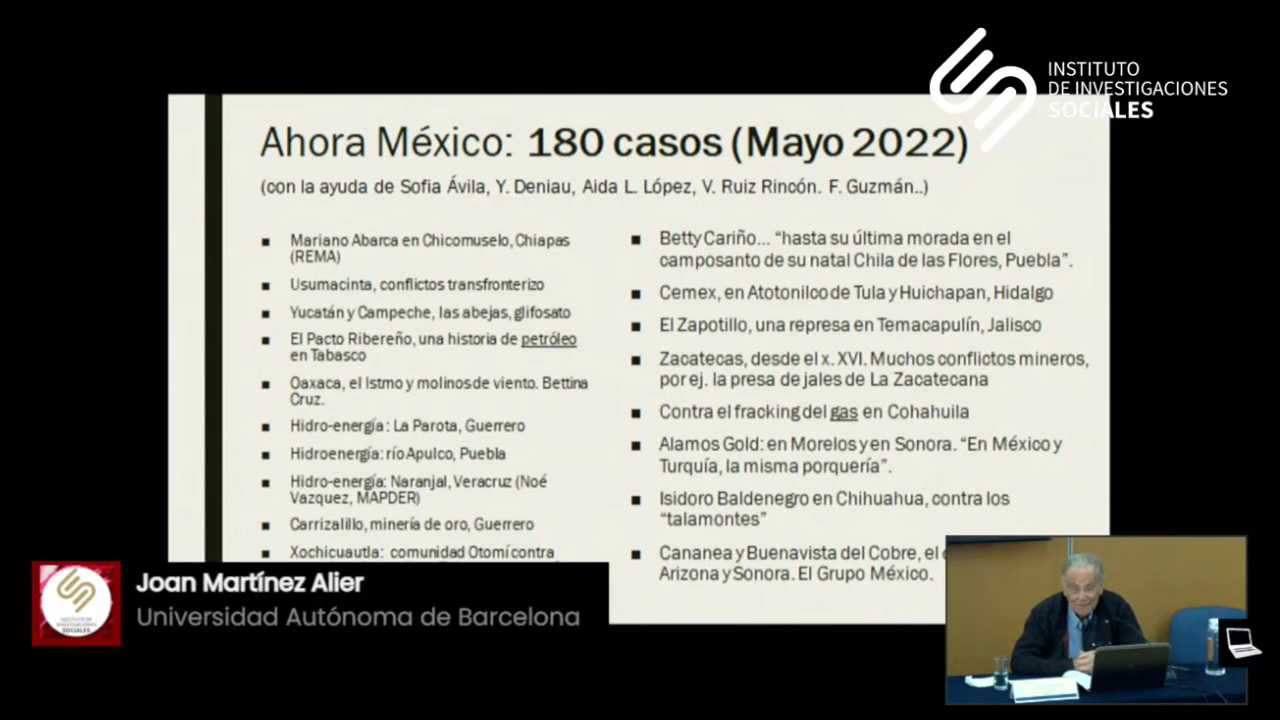 INSTITUTO
DE INVESTIGACIONES
SOCIALES
Ahora México: 180 casos (Mayo 2022)
(con la ayuda de Sofia Ávila, Y. Deniau, Aida L. López, V. Ruiz Rincón. F. Guzmán..)
Mariano Abarca en Chicomuselo, Chiapas
(REMA)
Usumacinta, conflictos transfronterizo
Yucatán y Campeche, las abejas, glifosato
El Pacto Ribereño, una historia de petróleo
en Tabasco
Oaxaca, el Istmo y molinos de viento. Bettina
Cruz.
Hidro-energía: La Parota, Guerrero
Hidroenergía: río Apulco, Puebla
Hidro-energía: Naranjal, Veracruz (Noé
Vazquez, MAPDER)
Carrizalillo, minería de oro, Guerrero
Xochicuautla: comunidad Otomí contra
Betty Cariño... “hasta su última morada en el
camposanto de su natal Chila de las Flores, Puebla”.
Cemex, en Atotonilco de Tula y Huichapan, Hidalgo
El Zapotillo, una represa en Temacapulín, Jalisco
Zacatecas, desde el x. XVI. Muchos conflictos mineros,
por ej. la presa de jales de La Zacatecana
Contra el fracking del gas en Cohahuila
Alamos Gold: en Morelos y en Sonora. “En México y
Turquía, la misma porquería”.
Isidoro Baldenegro en Chihuahua, contra los
“talamontes”
Cananea y Buenavista del Cobre, el
Arizona y Sonora. El Grupo México.
INSTITUTO DE
INVESTIGACIONES
SOCIALES
Joan Martínez Alier
Universidad Autónoma de Barcelona